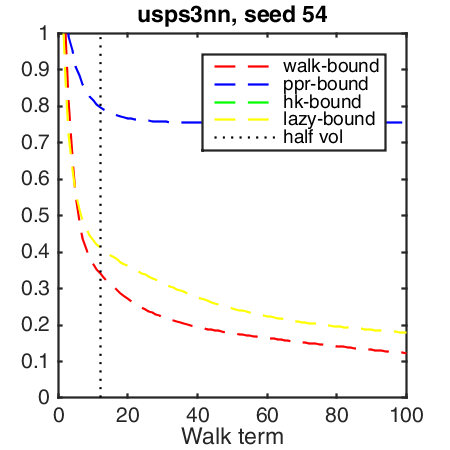 usps3nn, seed 54
1
0.9
0.8
0.7
0.6
0.5
0.4
0.3
0.2
0.1
0
walk-bound
ppr-bound
hk-bound
lazy-bound
half vol
0 20 40 60 80 100
Walk term